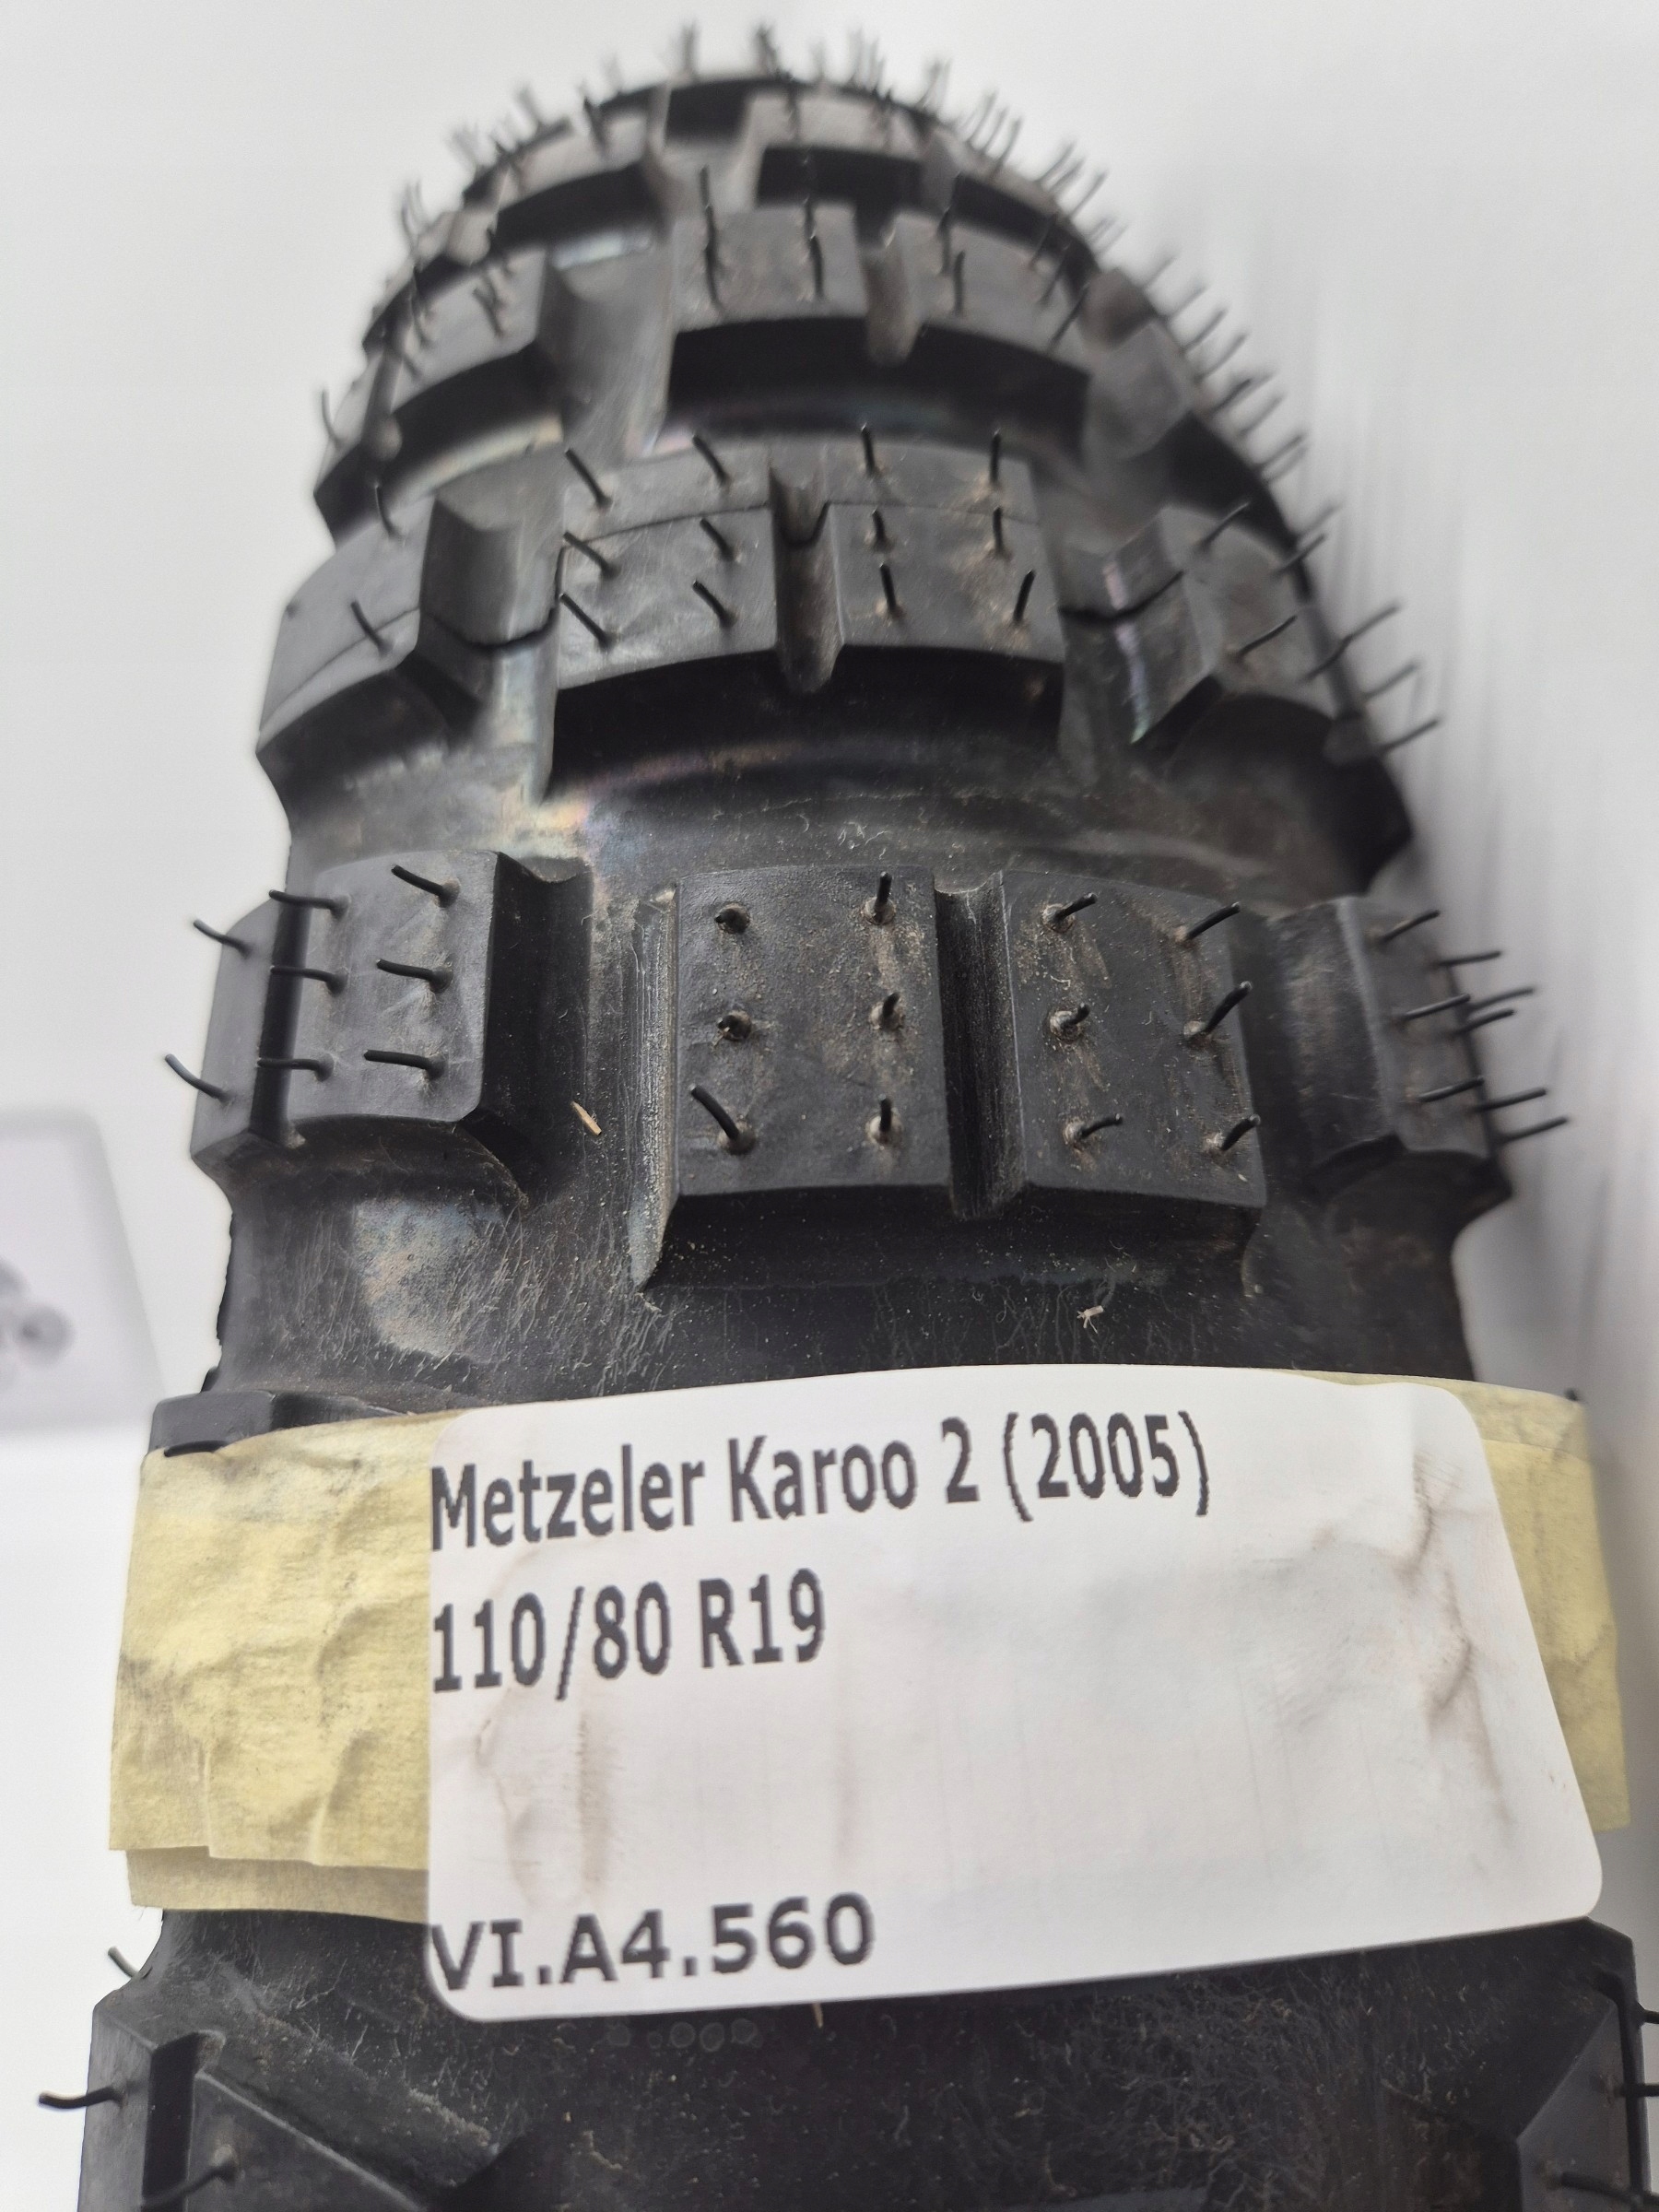 Metzeler Karoo 2 (2005)
110/80 R19
VI.A4.560